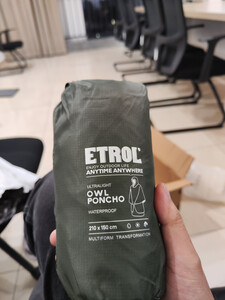 ETROL
ENJOY OUTDOOR LIFE
ANYTIME ANYWHERE
ULTRALIGHT
OWL
PONCHO
WATERPROOF
210 x 150 cm
MULTIFORM TRANSFORMATION